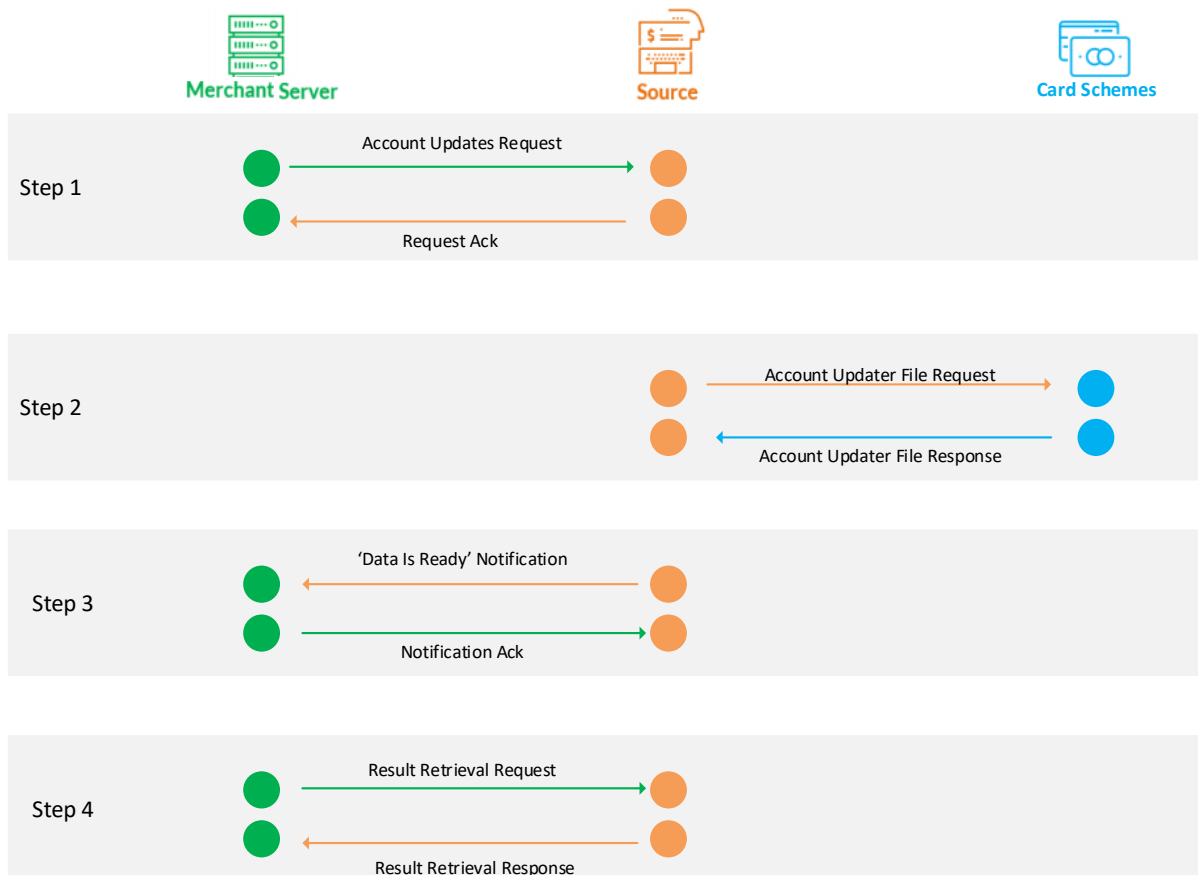 Merchant Server
Source
Card Schemes
Step 1
Account Updates Request
Request Ack
Step 2
Account Updater File Request
Account Updater File Response
Step 3
‘Data Is Ready’ Notification
Notification Ack
Step 4
Result Retrieval Request
Result Retrieval Response